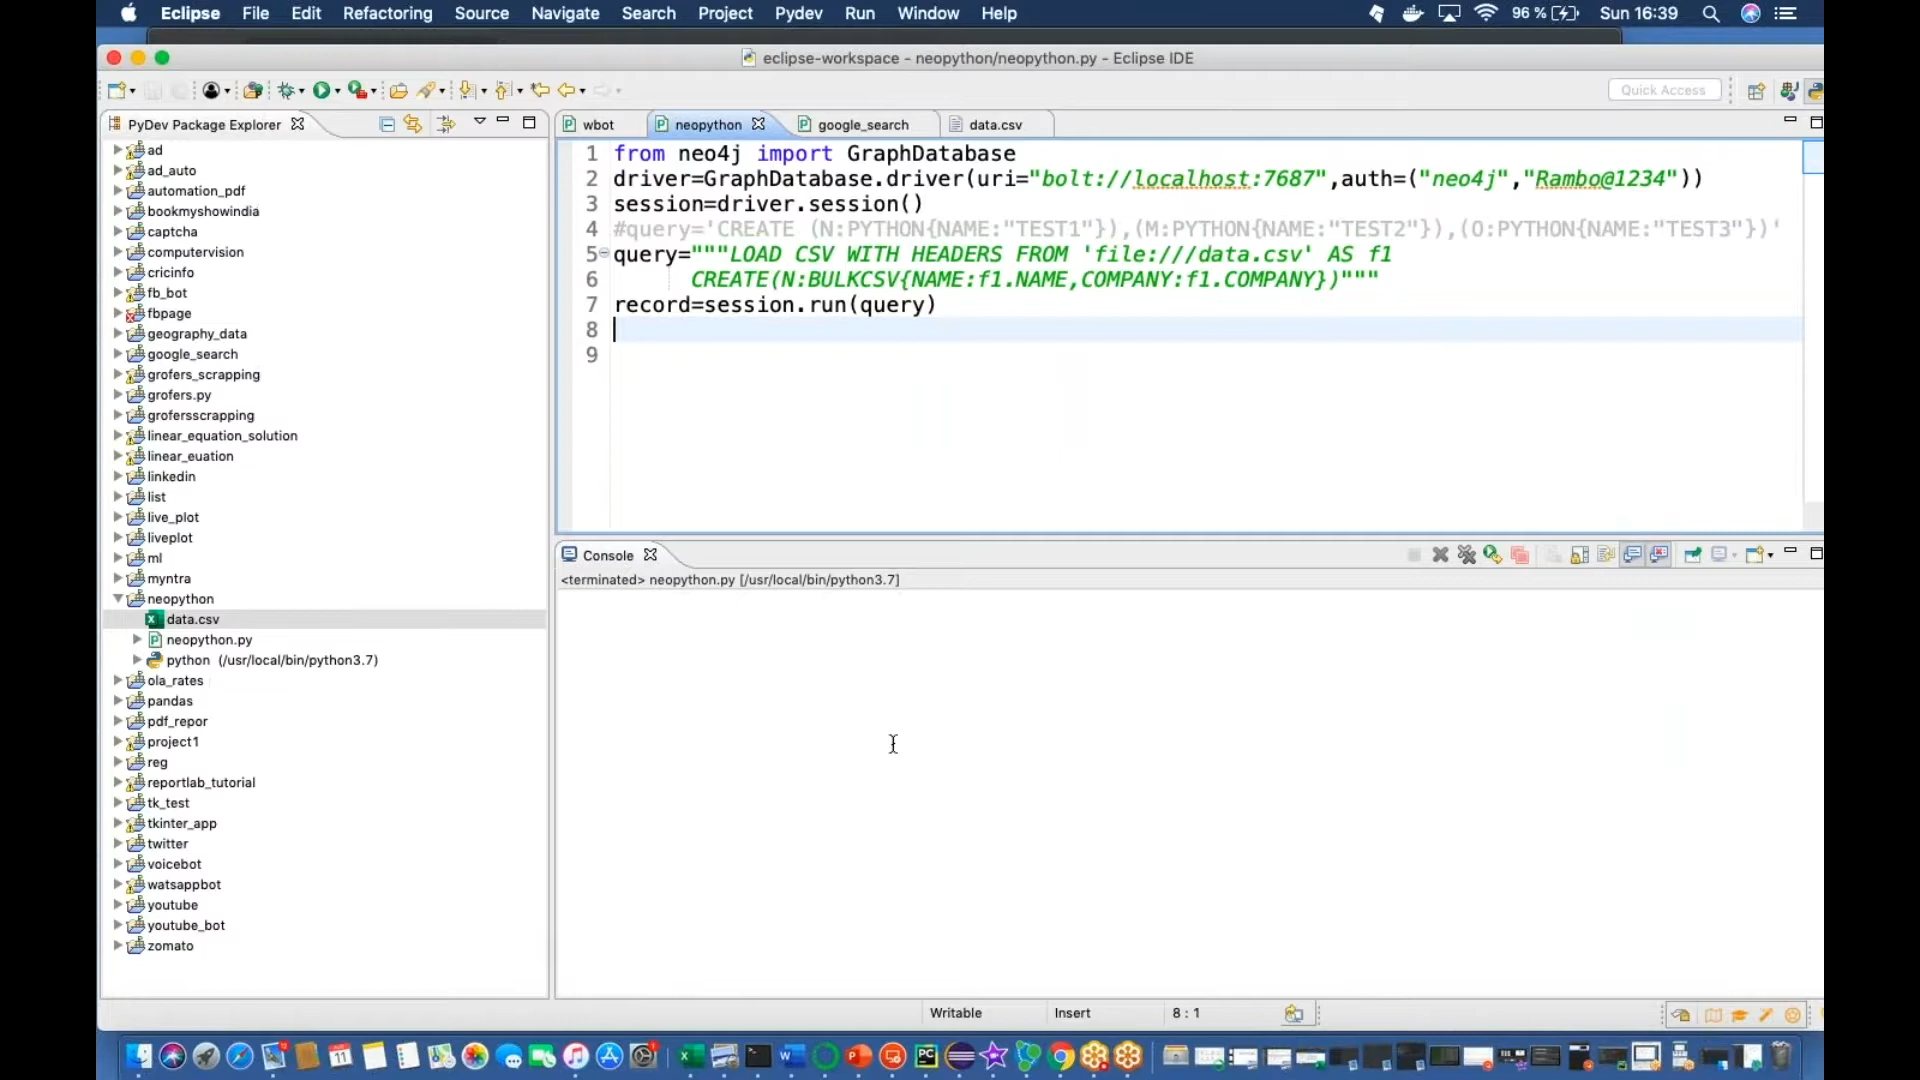 Eclipse File Edit Refactoring Source Navigate Search Project Pydev Run Window Help 96 % Sun 16:39
eclipse-workspace - neopython/neopython.py - Eclipse IDE
Quick Access
PyDev Package Explorer
wbot neopython google_search data.csv
ad
ad_auto
automation_pdf
bookmyshowindia
captcha
computervision
cricinfo
fb_bot
fbpage
geography_data
google_search
grofers_scrapping
grofers.py
grofersscrapping
linear_equation_solution
linear_euation
linkedin
list
live_plot
liveplot
ml
myntra
neopython
data.csv
neopython.py
python (/usr/local/bin/python3.7)
ola_rates
pandas
pdf_repor
project1
reg
reportlab_tutorial
tk_test
tkinter_app
twitter
voicebot
watsappbot
youtube
youtube_bot
zomato
1 from neo4j import GraphDatabase
2 driver=GraphDatabase.driver(uri="bolt://localhost:7687",auth=("neo4j","Rambo@1234"))
3 session=driver.session()
4 #query='CREATE (N:PYTHON{NAME:"TEST1"}),(M:PYTHON{NAME:"TEST2"}),(O:PYTHON{NAME:"TEST3"})'
5 query="""LOAD CSV WITH HEADERS FROM 'file:///data.csv' AS f1
6 CREATE(N:BULKCSV{NAME:f1.NAME,COMPANY:f1.COMPANY})"""
7 record=session.run(query)
8
9
Console
<terminated> neopython.py [/usr/local/bin/python3.7]
Writable Insert 8 : 1